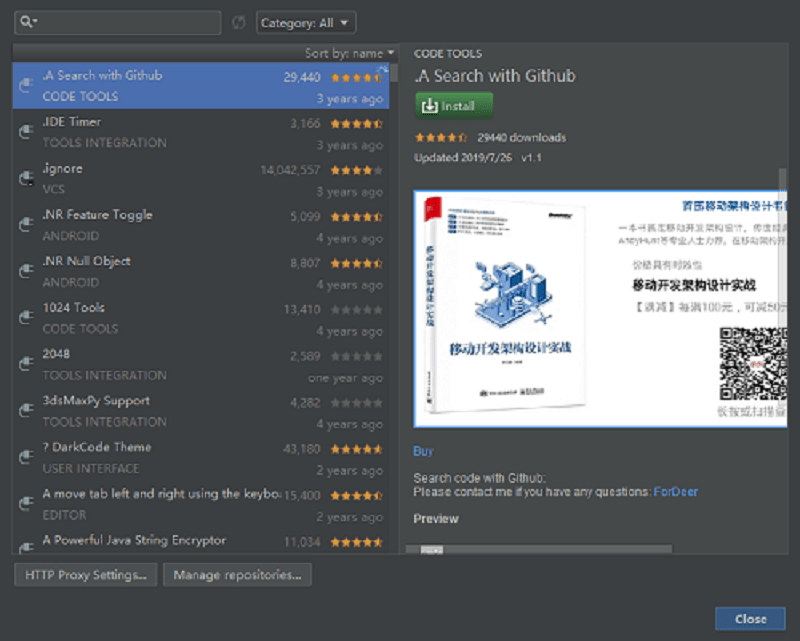 Category: All
Sort by: name
.A Search with Github
29,440
CODE TOOLS
3 years ago
.IDE Timer
3,166
TOOLS INTEGRATION
3 years ago
.ignore
14,042,557
VCS
3 years ago
.NR Feature Toggle
5,099
ANDROID
4 years ago
.NR Null Object
8,807
ANDROID
4 years ago
1024 Tools
13,410
CODE TOOLS
4 years ago
2048
2,589
TOOLS INTEGRATION
one year ago
3dsMaxPy Support
4,282
TOOLS INTEGRATION
4 years ago
? DarkCode Theme
43,180
USER INTERFACE
2 years ago
A move tab left and right using the keybo
15,400
EDITOR
2 years ago
A Powerful Java String Encryptor
11,034
CODE TOOLS
.A Search with Github
Install
29440 downloads
Updated 2019/7/26 v1.1
移动开发架构设计实战
移动开发架构设计实战
首部移动架构设计书
一本书
移动开发架构设计实战
每满100元，可减50元
长按或扫描
Buy
Search code with Github:
Please contact me if you have any questions: ForDeer
Preview
HTTP Proxy Settings...
Manage repositories...
Close